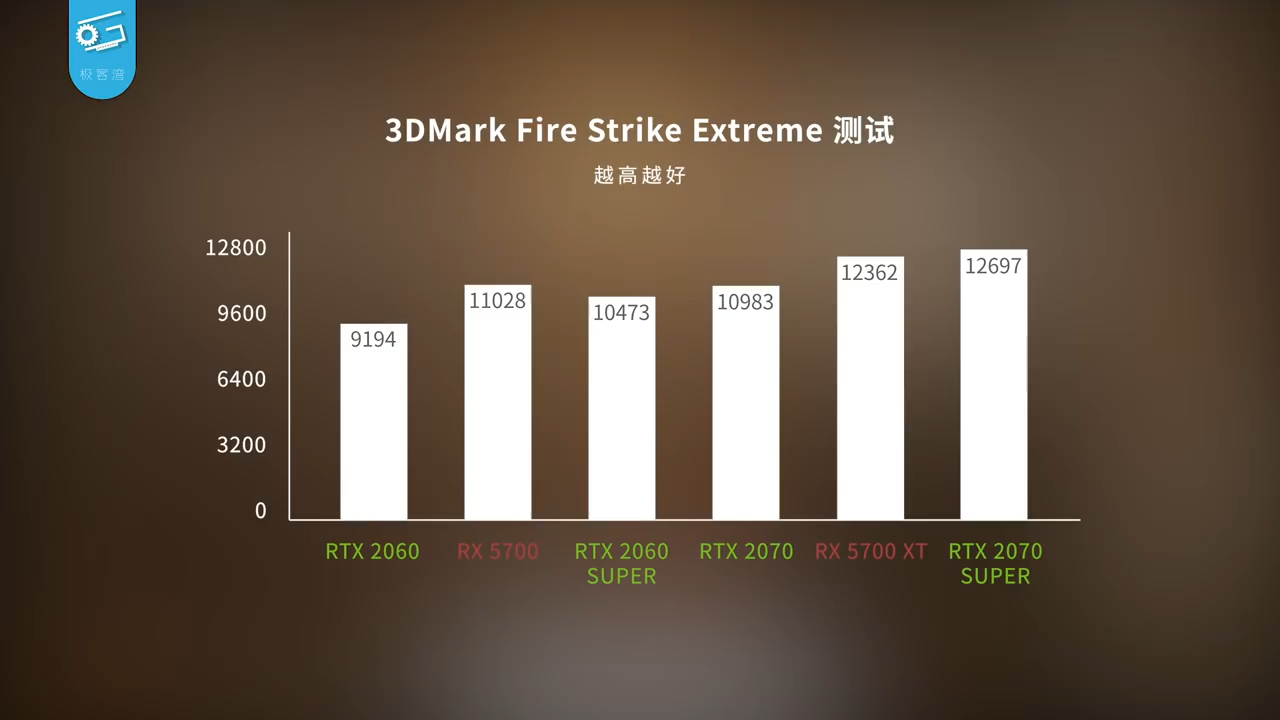 极客湾
3DMark Fire Strike Extreme 测试
越高越好
12800
9600
6400
3200
0
9194
11028
10473
10983
12362
12697
RTX 2060
RX 5700
RTX 2060 SUPER
RTX 2070
RX 5700 XT
RTX 2070 SUPER